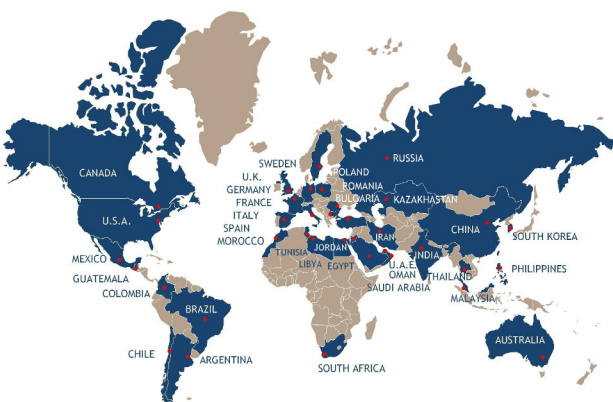 CANADA
U.S.A.
MEXICO
GUATEMALA
COLOMBIA
BRAZIL
CHILE
ARGENTINA
SWEDEN
U.K.
GERMANY
FRANCE
ITALY
SPAIN
MOROCCO
POLAND
ROMANIA
BULGARIA
TUNISIA
LIBYA
EGYPT
JORDAN
IRAN
U.A.E.
OMAN
SAUDI ARABIA
SOUTH AFRICA
RUSSIA
KAZAKHSTAN
CHINA
INDIA
THAILAND
MALAYSIA
SOUTH KOREA
PHILIPPINES
AUSTRALIA